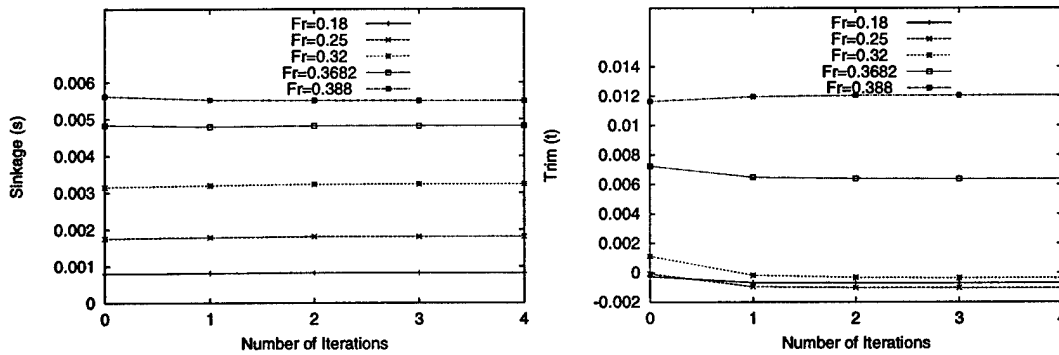 Fr=0.18
Fr=0.25
Fr=0.32
Fr=0.3682
Fr=0.388
0.006
0.005
0.004
0.003
0.002
0.001
0
Sinkage (s)
0 1 2 3 4
Number of Iterations
Fr=0.18
Fr=0.25
Fr=0.32
Fr=0.3682
Fr=0.388
0.014
0.012
0.01
0.008
0.006
0.004
0.002
0
-0.002
Trim (t)
0 1 2 3 4
Number of Iterations